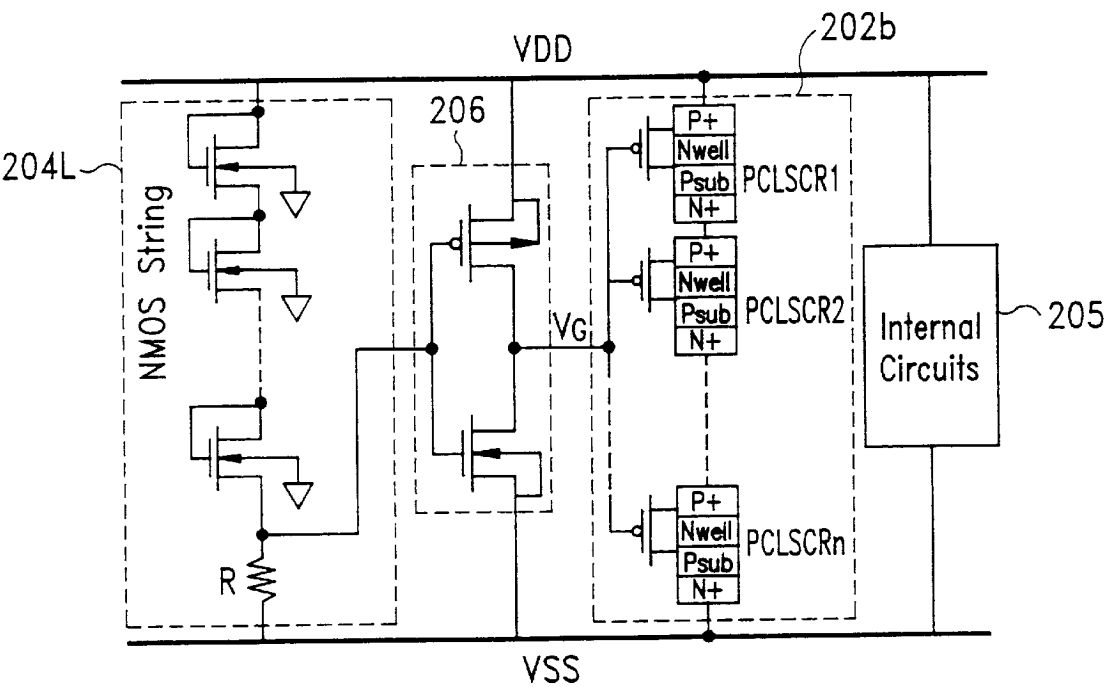 202b
VDD
204L
NMOS String
206
P+
Nwell
Psub
N+
PCLSCR1
P+
Nwell
Psub
N+
PCLSCR2
VG
Internal
Circuits
205
P+
Nwell
Psub
N+
PCLSCRn
R
VSS